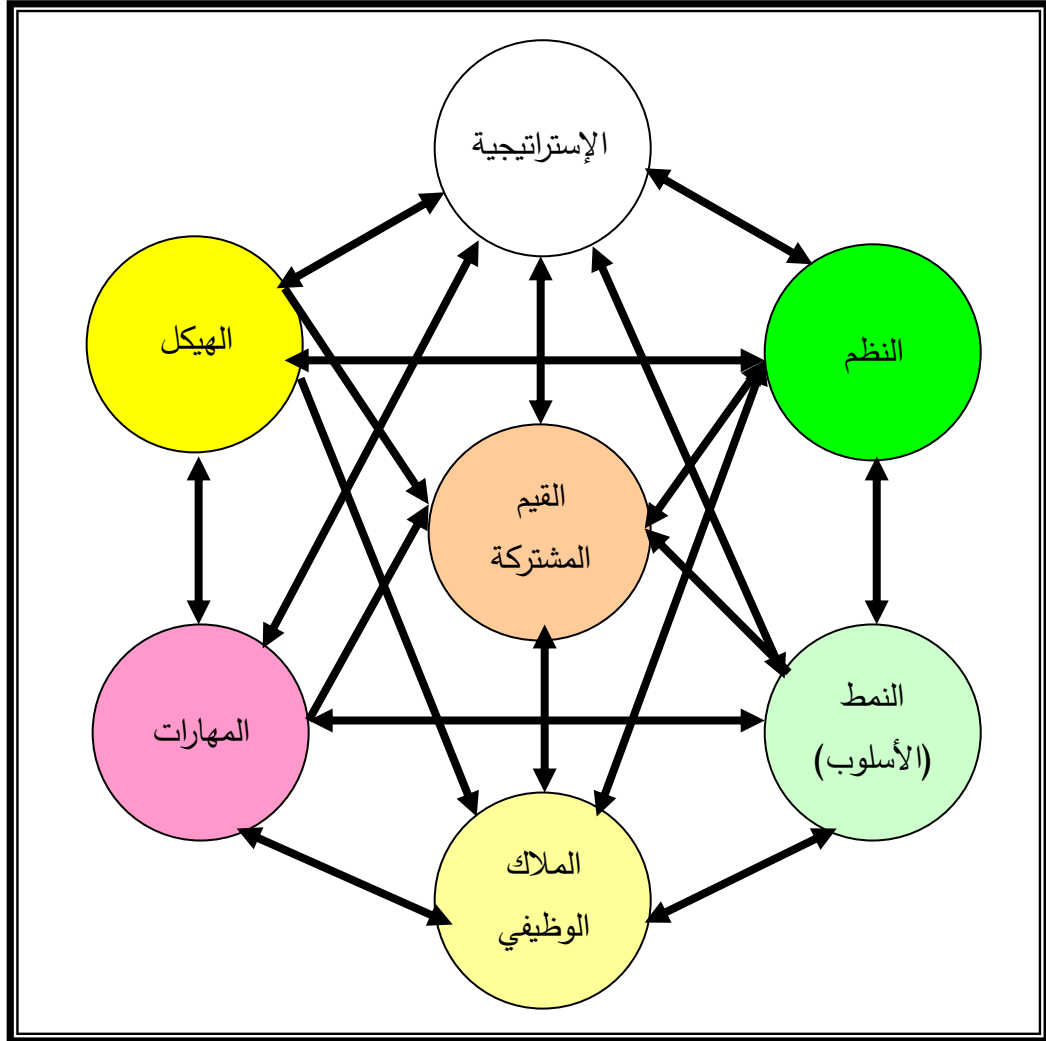 الإستراتيجية
الهيكل
النظم
القيم
المشتركة
المهارات
النمط
(الأسلوب)
الملاك
الوظيفي